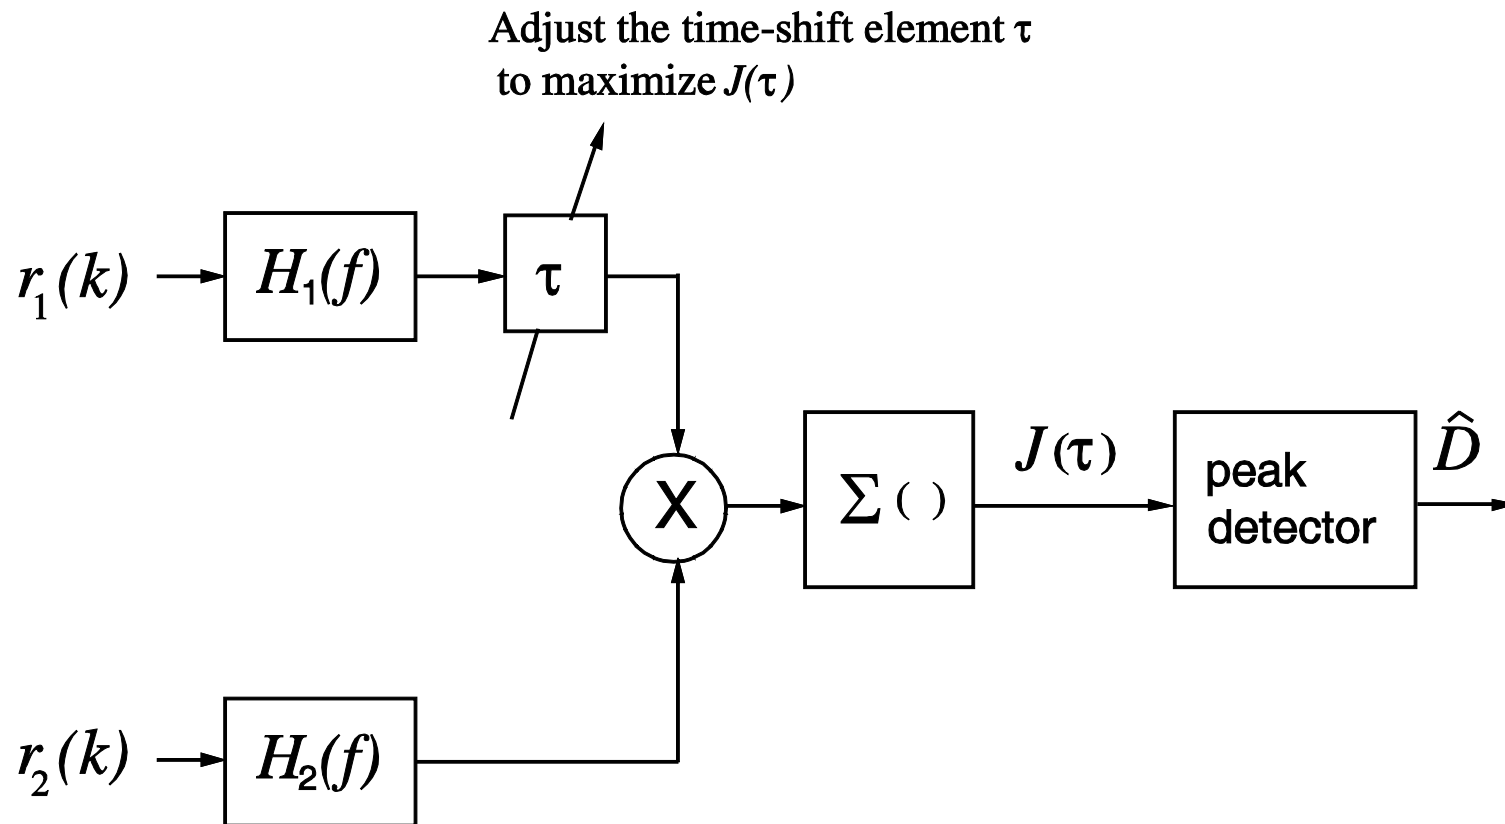 Adjust the time-shift element τ
to maximize J(τ)
r₁(k)
H₁(f)
τ
X
Σ ( )
J(τ)
peak
detector
D̂
r₂(k)
H₂(f)